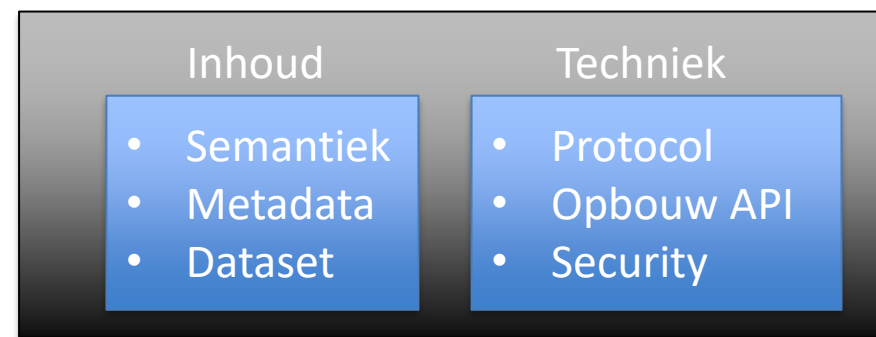 Inhoud
• Semantiek
• Metadata
• Dataset
Techniek
• Protocol
• Opbouw API
• Security